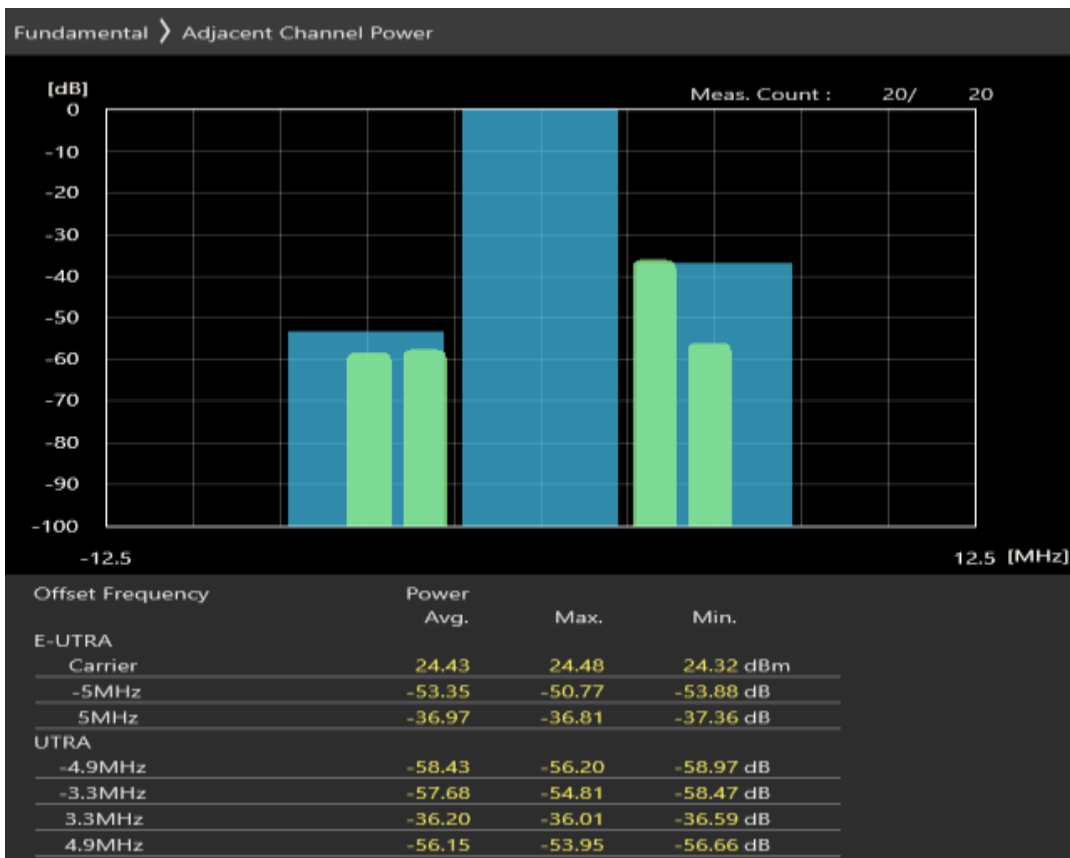 Fundamental ❯ Adjacent Channel Power
[dB]
Meas. Count : 20/ 20
0
-10
-20
-30
-40
-50
-60
-70
-80
-90
-100
-12.5 12.5 [MHz]
Offset Frequency Power
Avg. Max. Min.
E-UTRA
Carrier 24.43 24.48 24.32 dBm
-5MHz -53.35 -50.77 -53.88 dB
5MHz -36.97 -36.81 -37.36 dB
UTRA
-4.9MHz -58.43 -56.20 -58.97 dB
-3.3MHz -57.68 -54.81 -58.47 dB
3.3MHz -36.20 -36.01 -36.59 dB
4.9MHz -56.15 -53.95 -56.66 dB